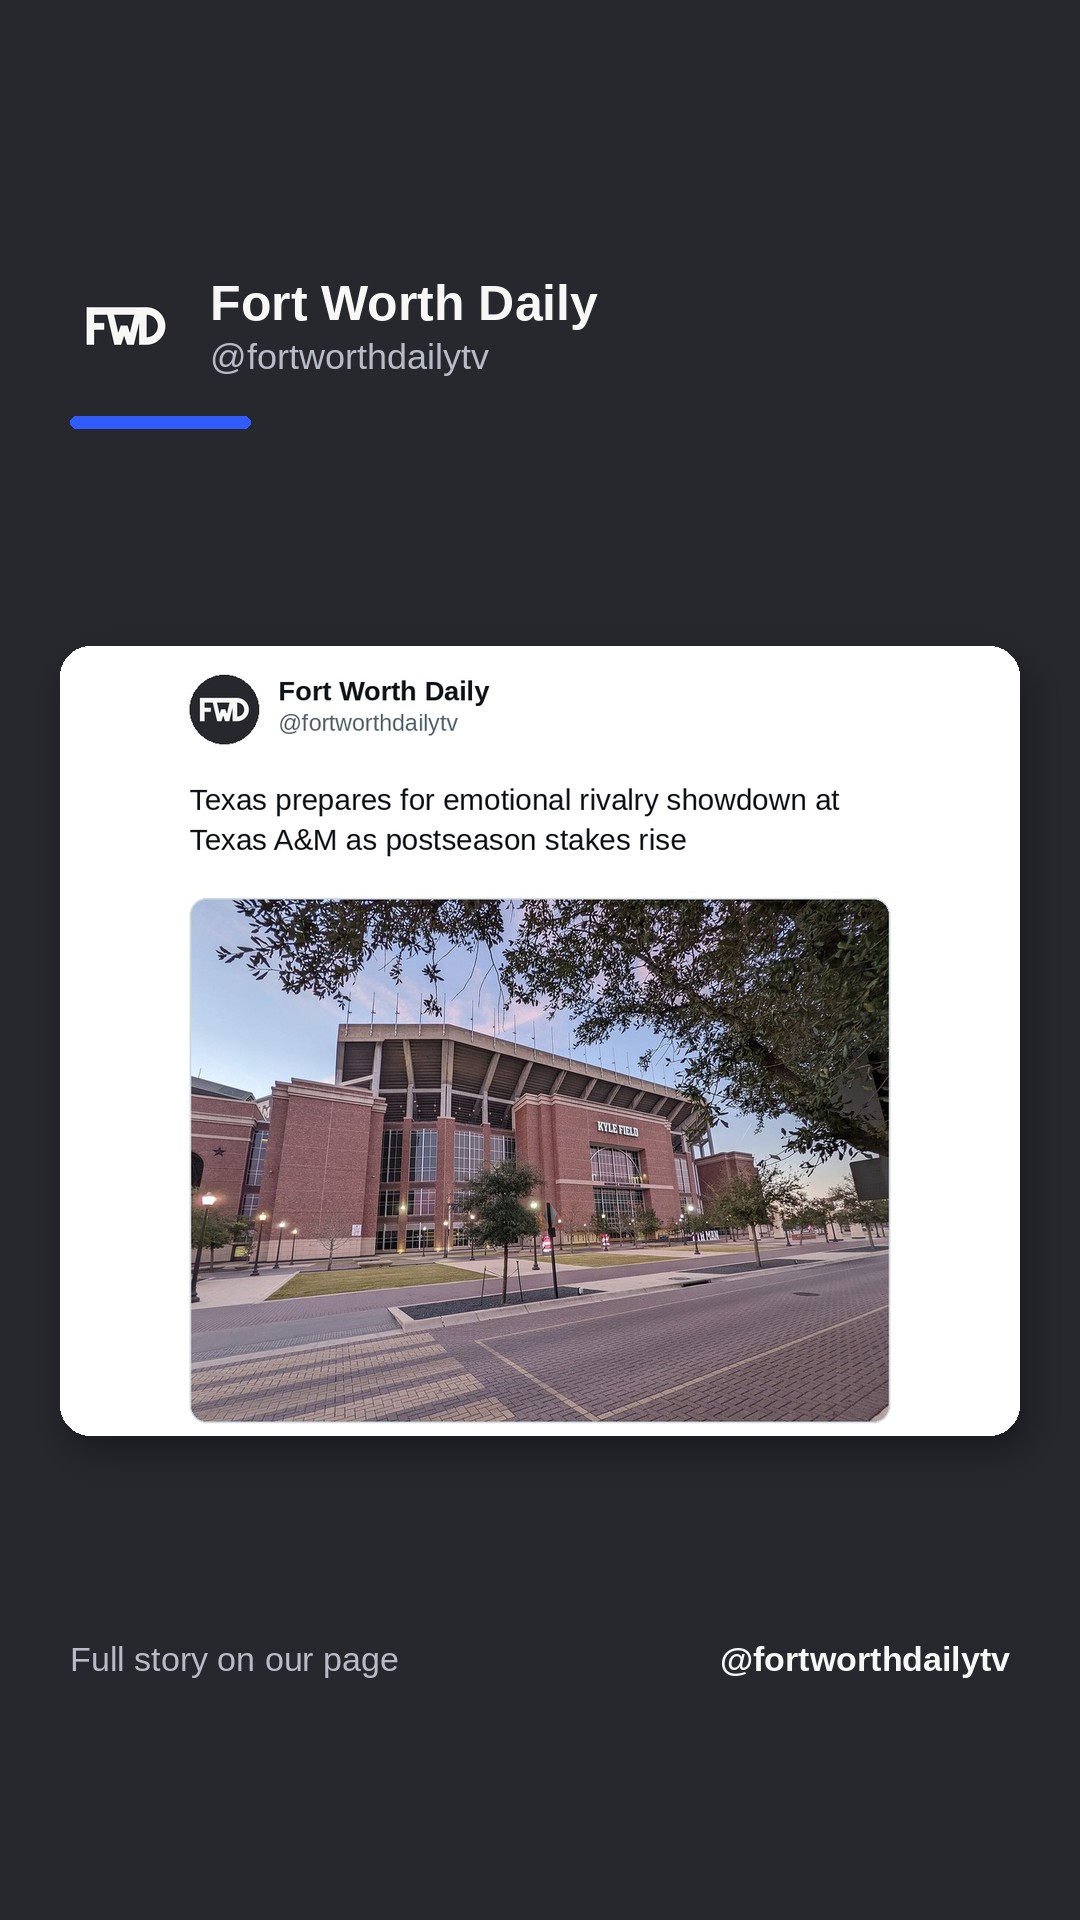 FWD
Fort Worth Daily
@fortworthdailytv
FWD
Fort Worth Daily
@fortworthdailytv
Texas prepares for emotional rivalry showdown at
Texas A&M as postseason stakes rise
KYLE FIELD
MAN
Full story on our page
@fortworthdailytv